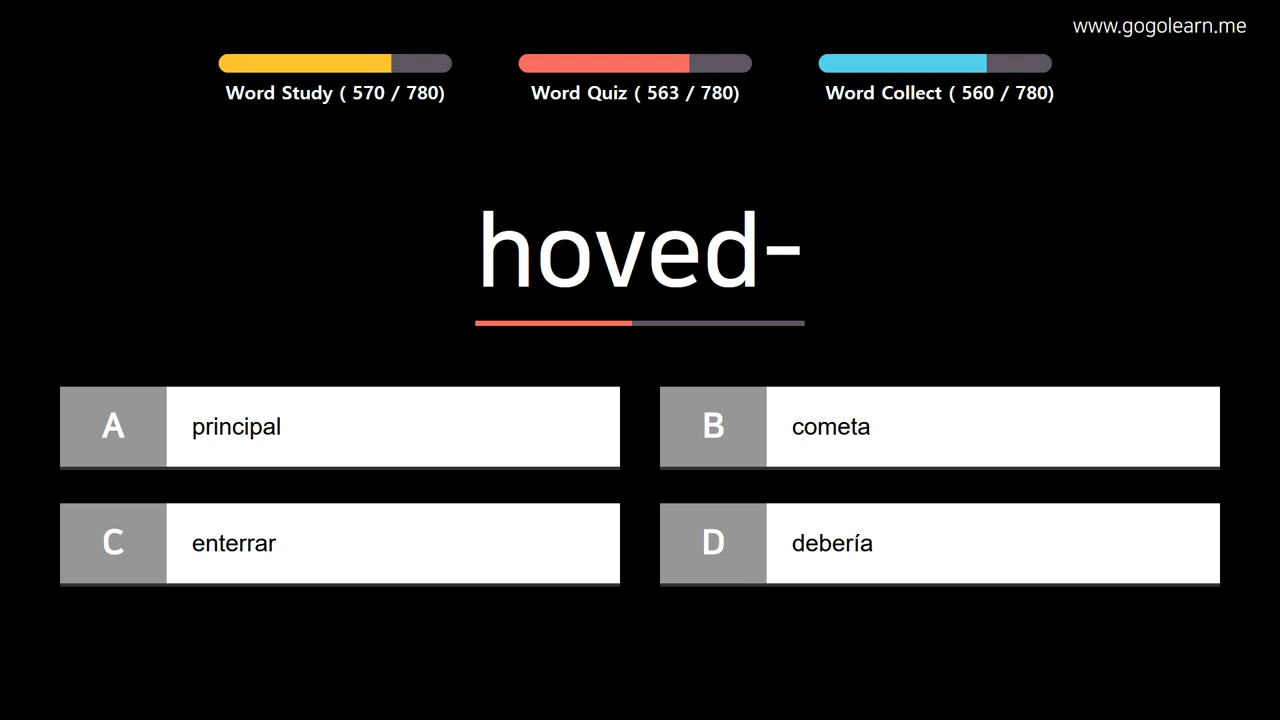 www.gogolearn.me
Word Study ( 570 / 780)
Word Quiz ( 563 / 780)
Word Collect ( 560 / 780)
hoved-
A principal
B cometa
C enterrar
D debería